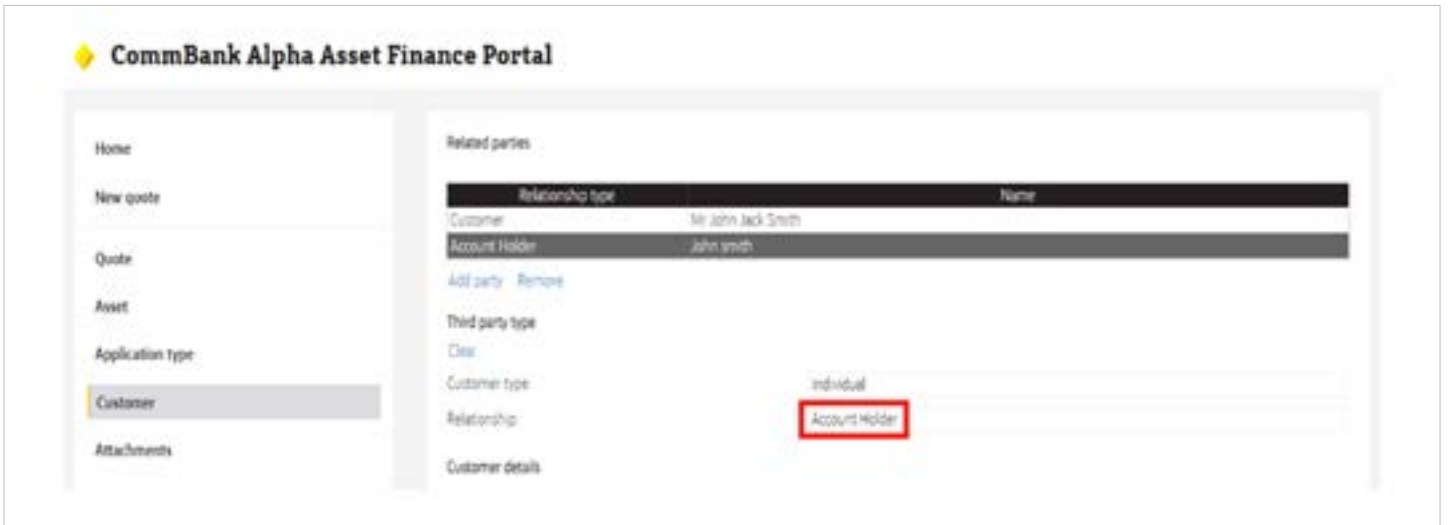 CommBank Alpha Asset Finance Portal
Home
New quote
Quote
Asset
Application type
Customer
Attachments
Related parties
Relationship type Name
Customer Mr John Jack Smith
Account Holder John smith
Add party Remove
Third party type
Clear
Customer type Individual
Relationship Account Holder
Customer details